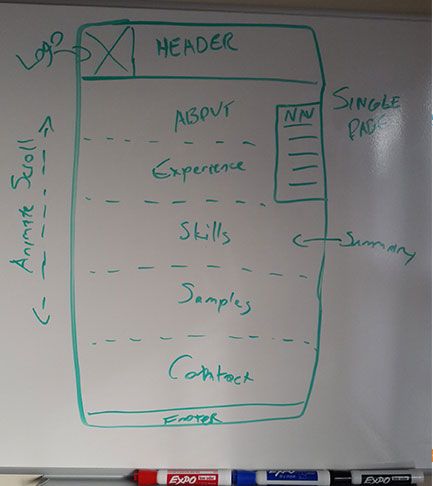 Logo
HEADER
ABOUT
NAV
SINGLE
PAGE
Experience
Animate Scroll
Skills
Summary
Samples
Contact
FOOTER
EXPO
EXPO
EXPO